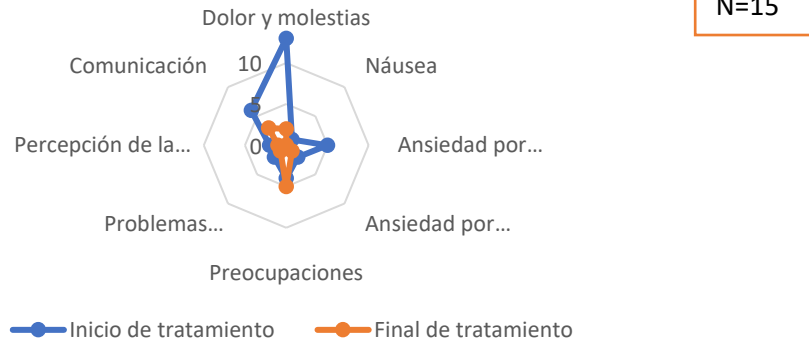 N=15
Dolor y molestias
Comunicación
10
Náusea
5
Percepción de la...
0
Ansiedad por...
Problemas...
Ansiedad por...
Preocupaciones
Inicio de tratamiento
Final de tratamiento